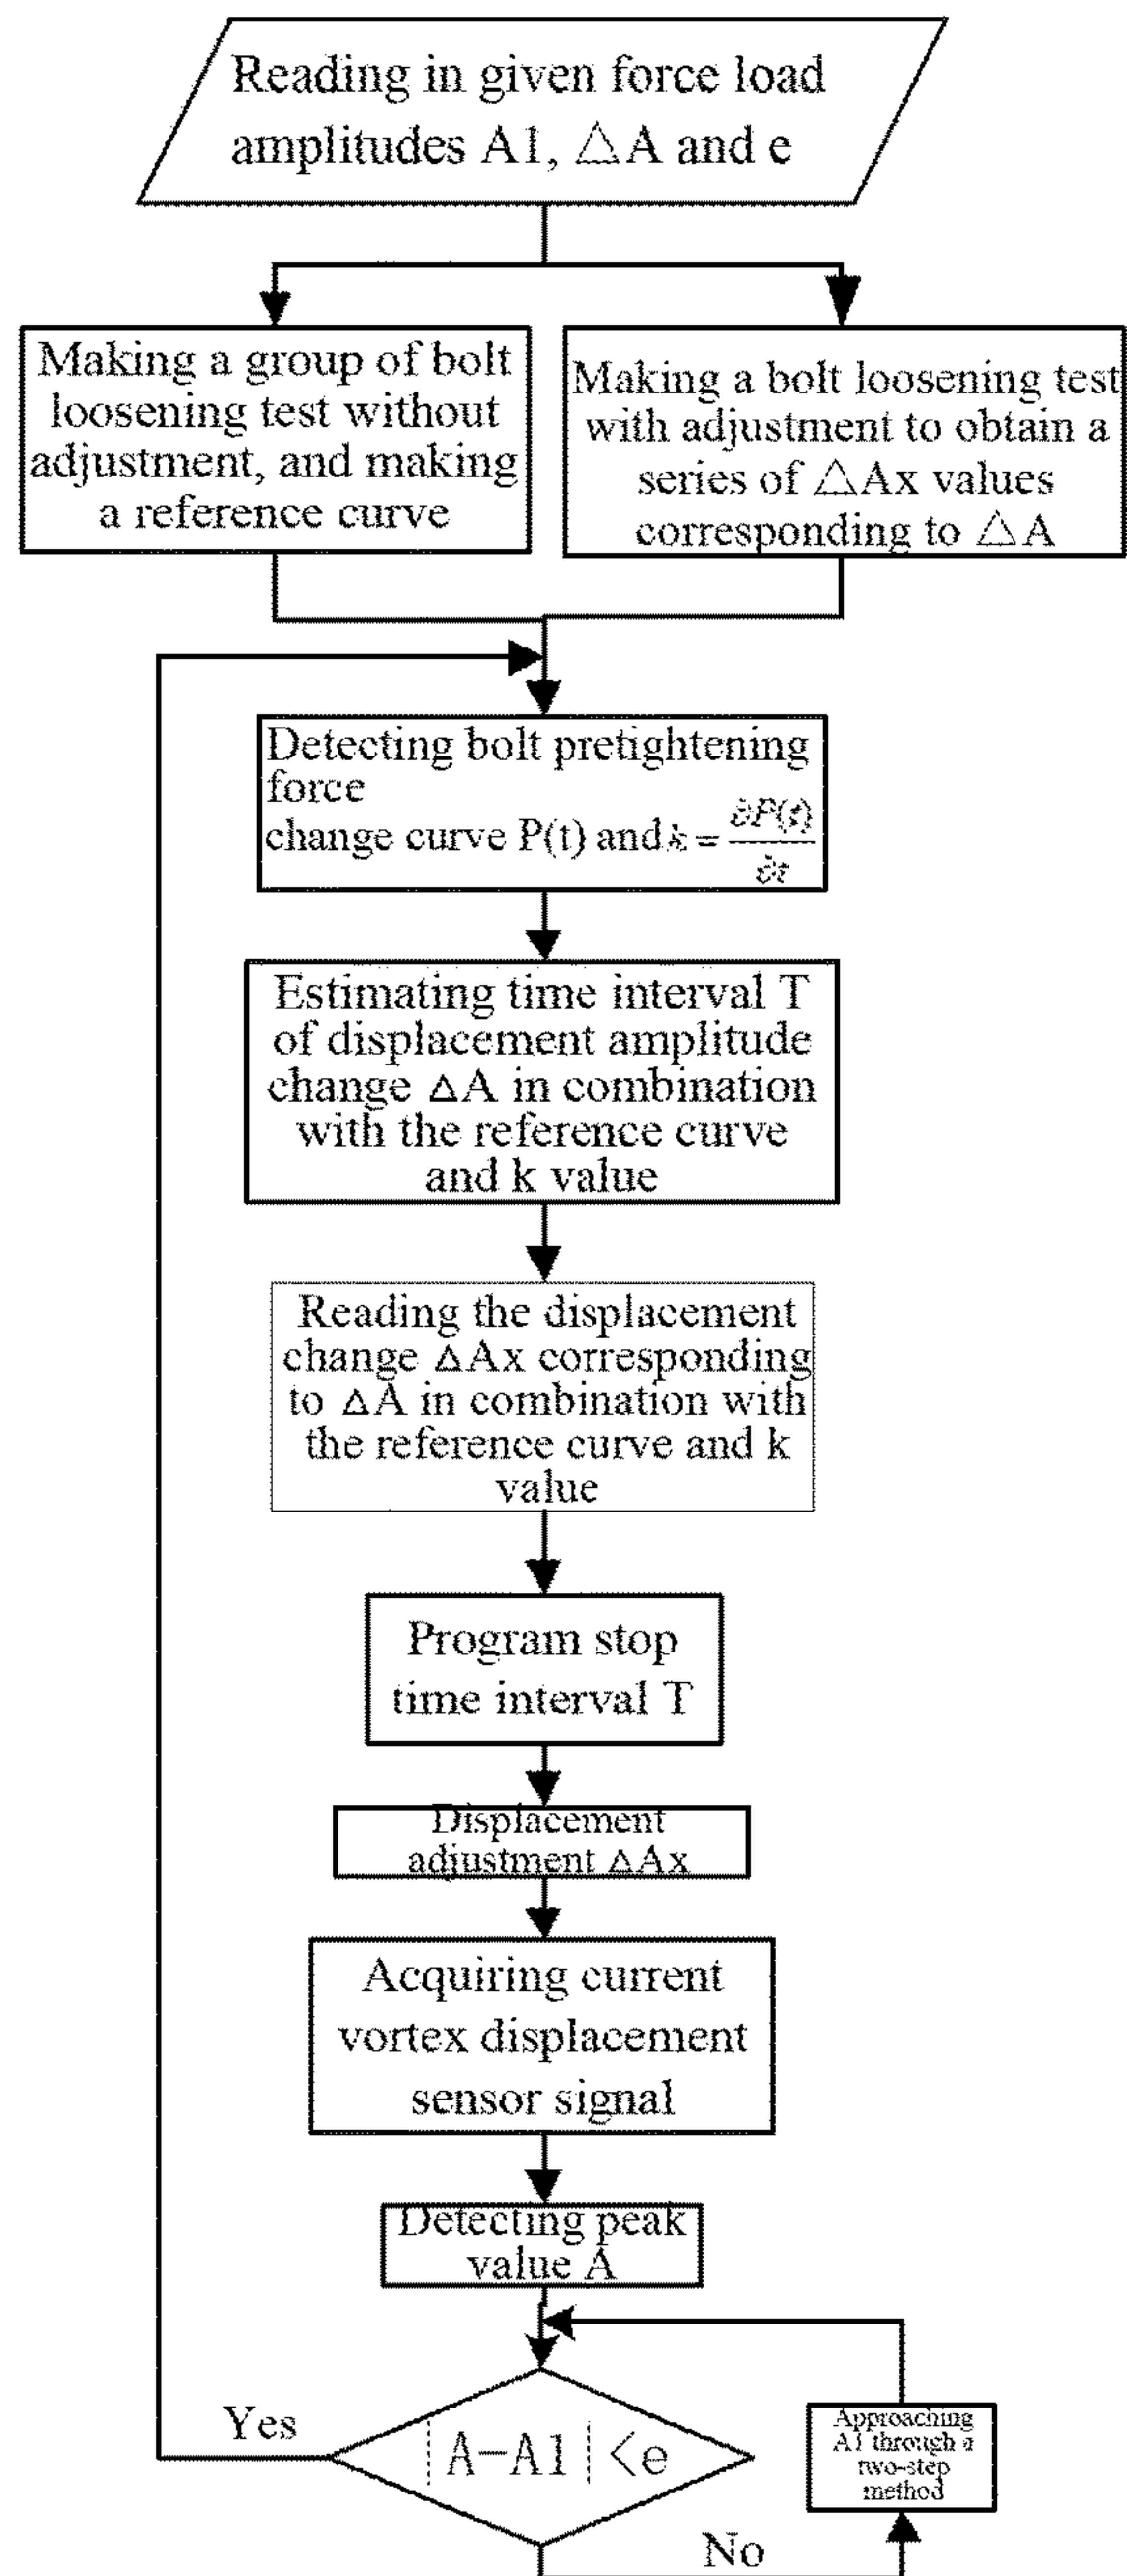 Reading in given force load
amplitudes A1, △A and e
Making a group of bolt
loosening test without
adjustment, and making
a reference curve
Making a bolt loosening test
with adjustment to obtain a
series of △Ax values
corresponding to △A
Detecting bolt pretightening
force
change curve P(t) and k = ∂P(t)/∂t
Estimating time interval T
of displacement amplitude
change ΔA in combination
with the reference curve
and k value
Reading the displacement
change ΔAx corresponding
to ΔA in combination with
the reference curve and k
value
Program stop
time interval T
Displacement
adjustment ΔAx
Acquiring current
vortex displacement
sensor signal
Detecting peak
value A
Yes
|A-A1|<e
Approaching
A1 through a
two-step
method
No